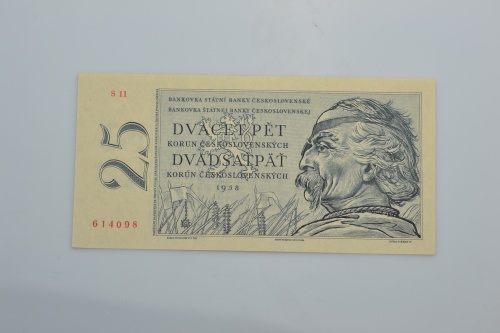 S 11
BANKOVKA STÁTNÍ BANKY ČESKOSLOVENSKÉ
BANKOVKA ŠTÁTNEJ BANKY ČESKOSLOVENSKEJ
25
DVACET PĚT
KORUN ČESKOSLOVENSKÝCH
DVADSAŤPÄŤ
KORÚN ČESKOSLOVENSKÝCH
1958
614098